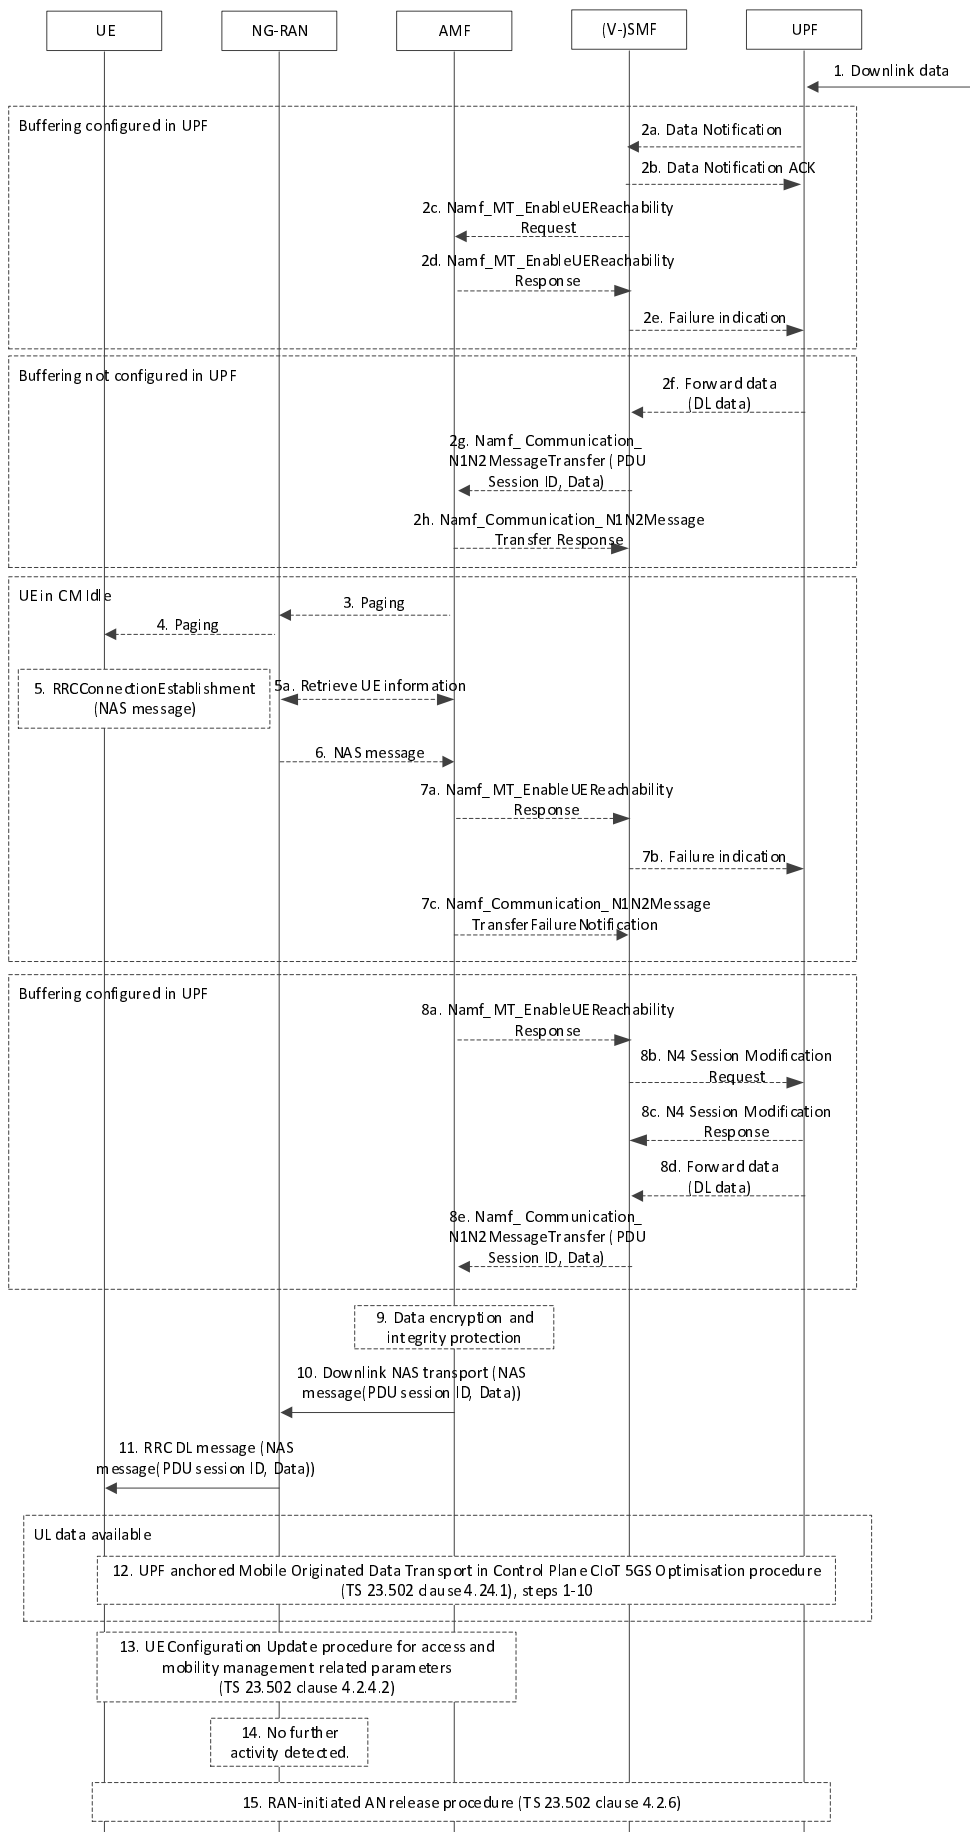 UE
NG-RAN
AMF
(V-)SMF
UPF
1. Downlink data
Buffering configured in UPF
2a. Data Notification
2b. Data Notification ACK
2c. Namf_MT_EnableUEReachability
Request
2d. Namf_MT_EnableUEReachability
Response
2e. Failure indication
Buffering not configured in UPF
2f. Forward data
(DL data)
2g. Namf_Communication_
N1N2MessageTransfer (PDU
Session ID, Data)
2h. Namf_Communication_N1N2Message
Transfer Response
UE in CM Idle
3. Paging
4. Paging
5. RRCConnectionEstablishment
(NAS message)
5a. Retrieve UE information
6. NAS message
7a. Namf_MT_EnableUEReachability
Response
7b. Failure indication
7c. Namf_Communication_N1N2Message
TransferFailureNotification
Buffering configured in UPF
8a. Namf_MT_EnableUEReachability
Response
8b. N4 Session Modification
Request
8c. N4 Session Modification
Response
8d. Forward data
(DL data)
8e. Namf_Communication_
N1N2MessageTransfer (PDU
Session ID, Data)
9. Data encryption and
integrity protection
10. Downlink NAS transport (NAS
message(PDU session ID, Data))
11. RRC DL message (NAS
message(PDU session ID, Data))
UL data available
12. UPF anchored Mobile Originated Data Transport in Control Plane CIoT 5GS Optimisation procedure
(TS 23.502 clause 4.24.1), steps 1-10
13. UE Configuration Update procedure for access and
mobility management related parameters
(TS 23.502 clause 4.2.4.2)
14. No further
activity detected.
15. RAN-initiated AN release procedure (TS 23.502 clause 4.2.6)